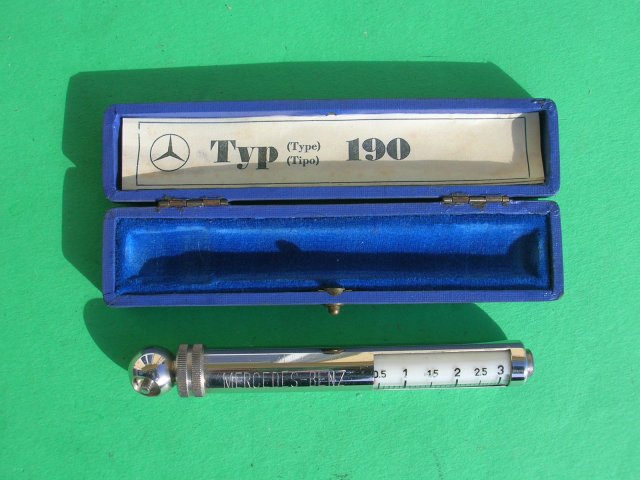 Typ (Type) (Tipo) 190
MERCEDES-BENZ
0.5 1 1.5 2 2.5 3